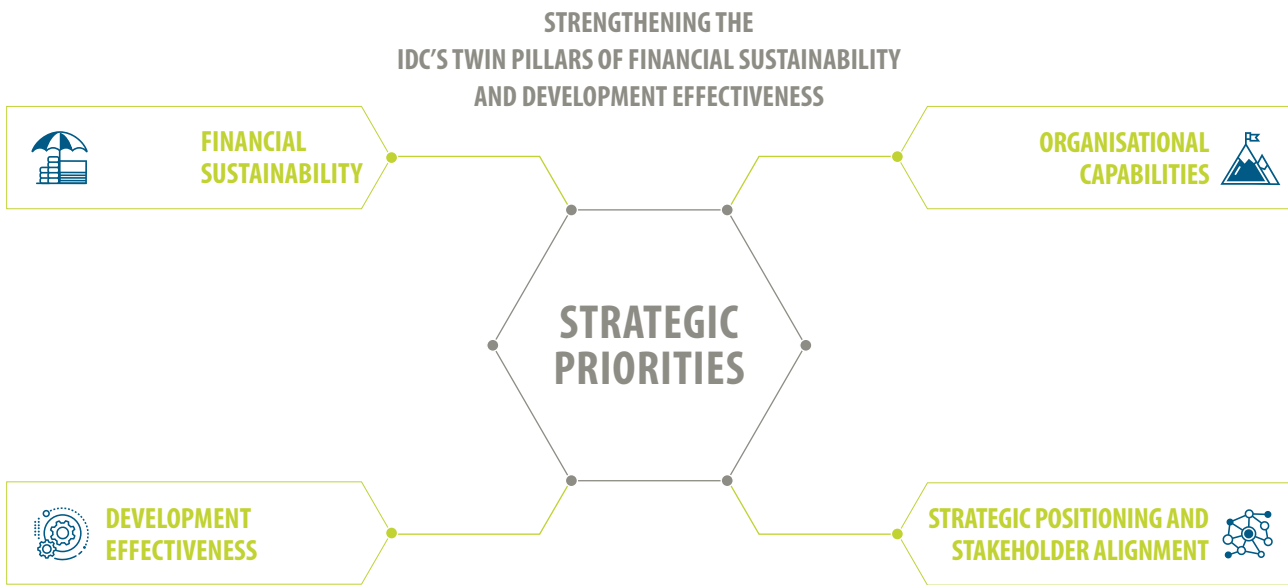 STRENGTHENING THE
IDC'S TWIN PILLARS OF FINANCIAL SUSTAINABILITY
AND DEVELOPMENT EFFECTIVENESS
FINANCIAL
SUSTAINABILITY
ORGANISATIONAL
CAPABILITIES
STRATEGIC
PRIORITIES
DEVELOPMENT
EFFECTIVENESS
STRATEGIC POSITIONING AND
STAKEHOLDER ALIGNMENT